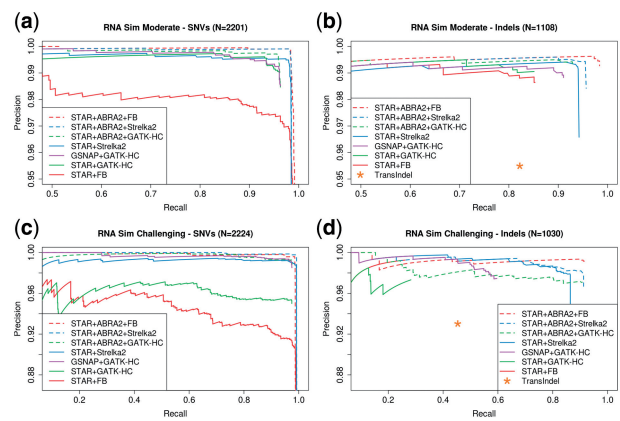 (a)
RNA Sim Moderate - SNVs (N=2201)
Precision
1.00
0.99
0.98
0.97
0.96
0.95
STAR+ABRA2+FB
STAR+ABRA2+Strelka2
STAR+ABRA2+GATK-HC
STAR+Strelka2
GSNAP+GATK-HC
STAR+GATK-HC
STAR+FB
0.5 0.6 0.7 0.8 0.9 1.0
Recall
(b)
RNA Sim Moderate - Indels (N=1108)
Precision
1.00
0.99
0.98
0.96
0.95
STAR+ABRA2+FB
STAR+ABRA2+Strelka2
STAR+ABRA2+GATK-HC
STAR+Strelka2
GSNAP+GATK-HC
STAR+GATK-HC
STAR+FB
TransIndel
0.5 0.6 0.7 0.8 0.9 1.0
Recall
(c)
RNA Sim Challenging - SNVs (N=2224)
Precision
1.00
0.96
0.92
0.88
STAR+ABRA2+FB
STAR+ABRA2+Strelka2
STAR+ABRA2+GATK-HC
STAR+Strelka2
GSNAP+GATK-HC
STAR+GATK-HC
STAR+FB
0.2 0.4 0.6 0.8 1.0
Recall
(d)
RNA Sim Challenging - Indels (N=1030)
Precision
1.00
0.96
0.92
0.88
STAR+ABRA2+FB
STAR+ABRA2+Strelka2
STAR+ABRA2+GATK-HC
STAR+Strelka2
GSNAP+GATK-HC
STAR+GATK-HC
STAR+FB
TransIndel
0.2 0.4 0.6 0.8 1.0
Recall